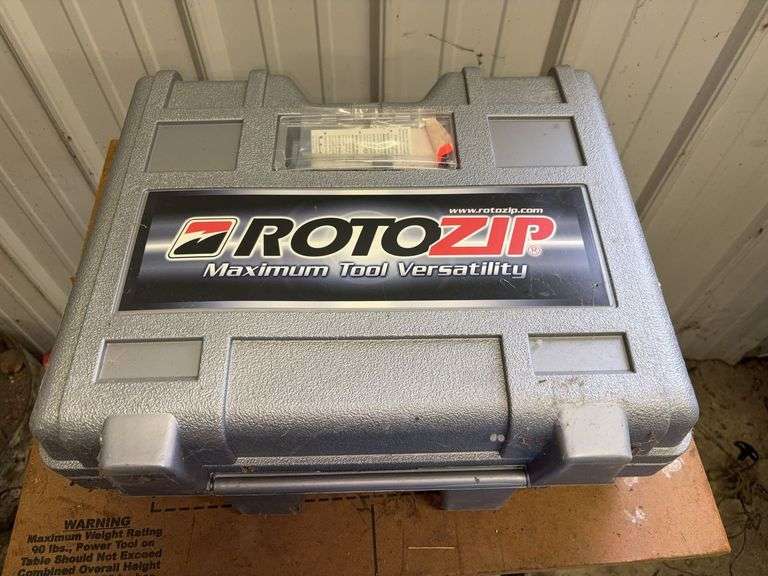 www.rotozip.com
ROTOZIP®
Maximum Tool Versatility
WARNING
Maximum Weight Rating
90 lbs., Power Tool on
Table Should Not Exceed
Combined Overall Height